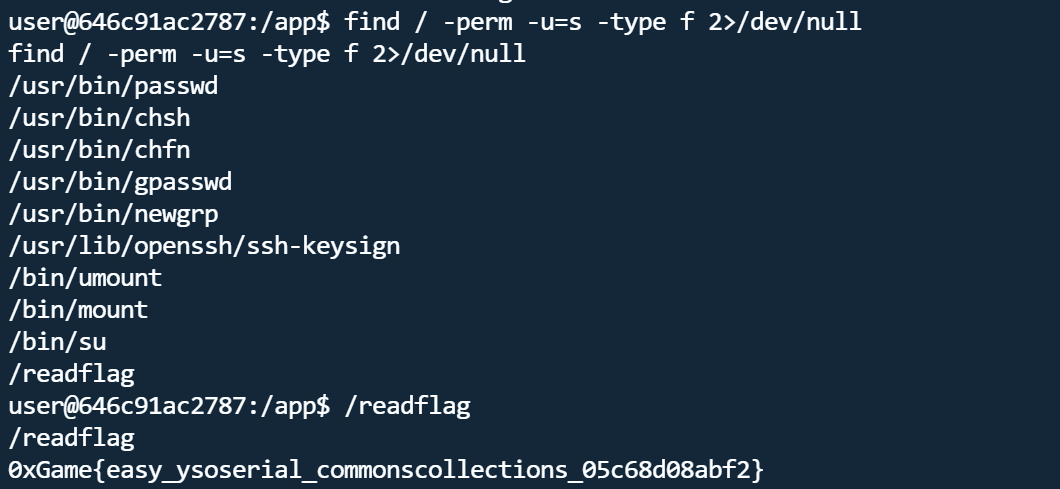 user@646c91ac2787:/app$ find / -perm -u=s -type f 2>/dev/null
find / -perm -u=s -type f 2>/dev/null
/usr/bin/passwd
/usr/bin/chsh
/usr/bin/chfn
/usr/bin/gpasswd
/usr/bin/newgrp
/usr/lib/openssh/ssh-keysign
/bin/umount
/bin/mount
/bin/su
/readflag
user@646c91ac2787:/app$ /readflag
/readflag
0xGame{easy_ysoserial_commonscollections_05c68d08abf2}